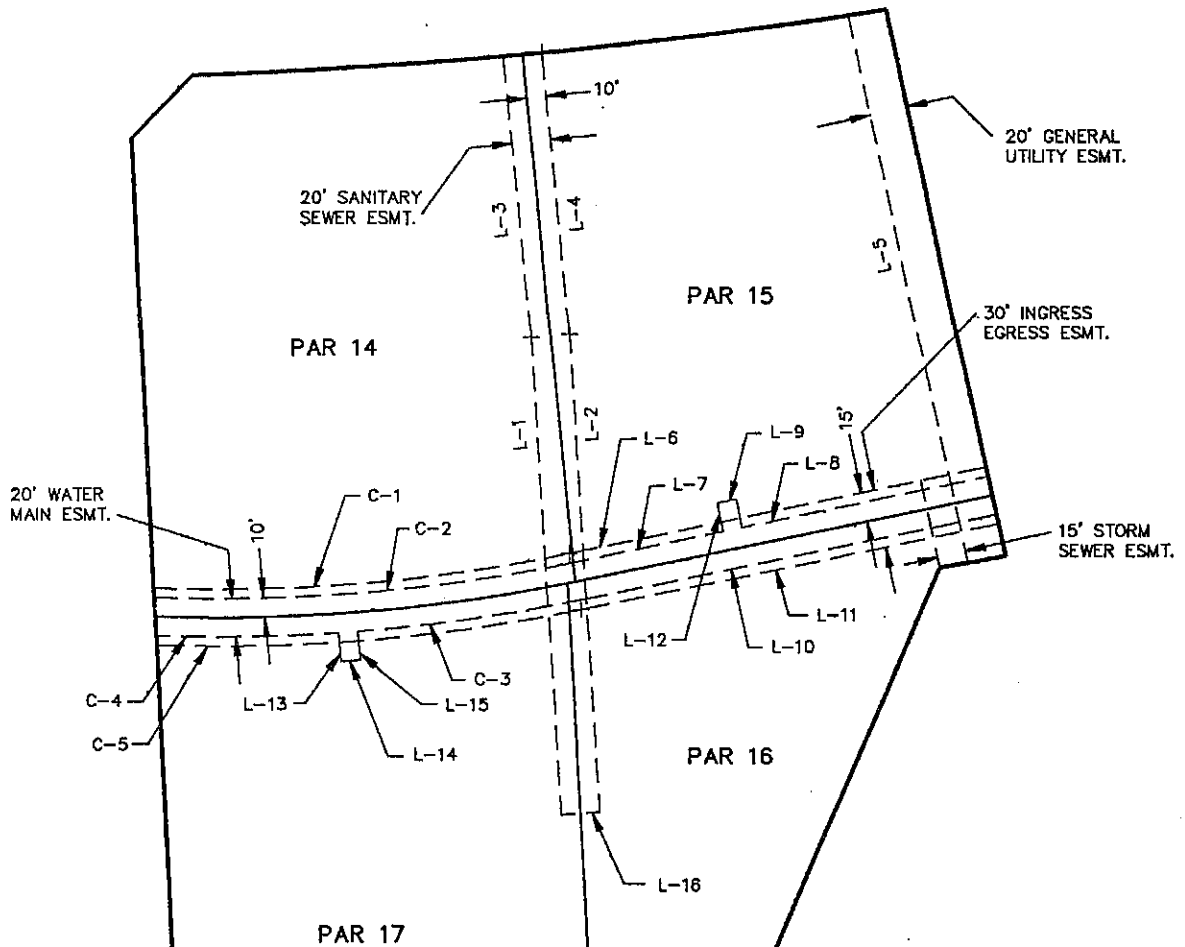 10'
20' GENERAL
UTILITY ESMT.
20' SANITARY
SEWER ESMT.
L-3
L-4
L-5
PAR 15
30' INGRESS
EGRESS ESMT.
PAR 14
L-1
L-2
15'
L-9
L-6
L-8
L-7
20' WATER
MAIN ESMT.
C-1
10'
C-2
15' STORM
SEWER ESMT.
L-12
L-11
L-10
C-3
C-4
L-13
L-15
C-5
L-14
PAR 16
L-16
PAR 17